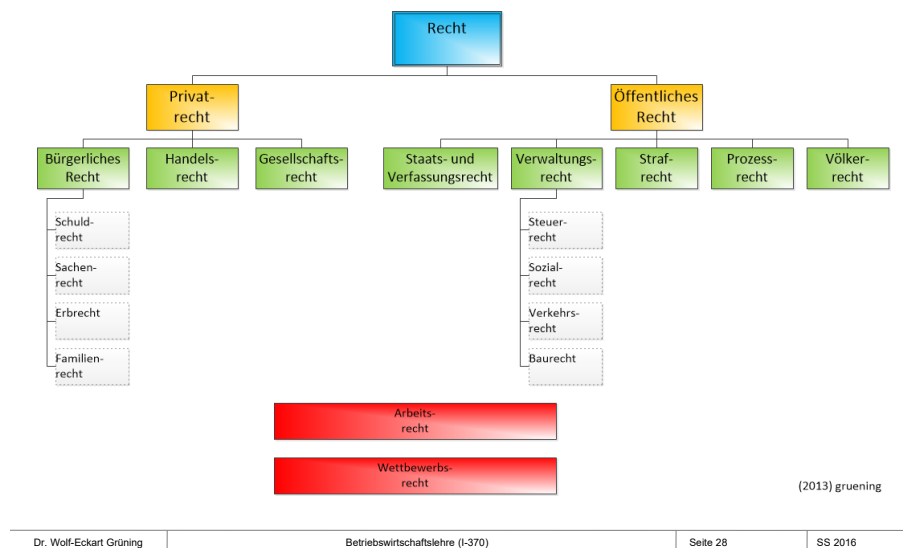 Recht
Privat-
recht
Öffentliches
Recht
Bürgerliches
Recht
Handels-
recht
Gesellschafts-
recht
Staats- und
Verfassungsrecht
Verwaltungs-
recht
Straf-
recht
Prozess-
recht
Völker-
recht
Schuld-
recht
Sachen-
recht
Erbrecht
Familien-
recht
Steuer-
recht
Sozial-
recht
Verkehrs-
recht
Baurecht
Arbeits-
recht
Wettbewerbs-
recht
(2013) gruening
Dr. Wolf-Eckart Grüning
Betriebswirtschaftslehre (I-370)
Seite 28
SS 2016